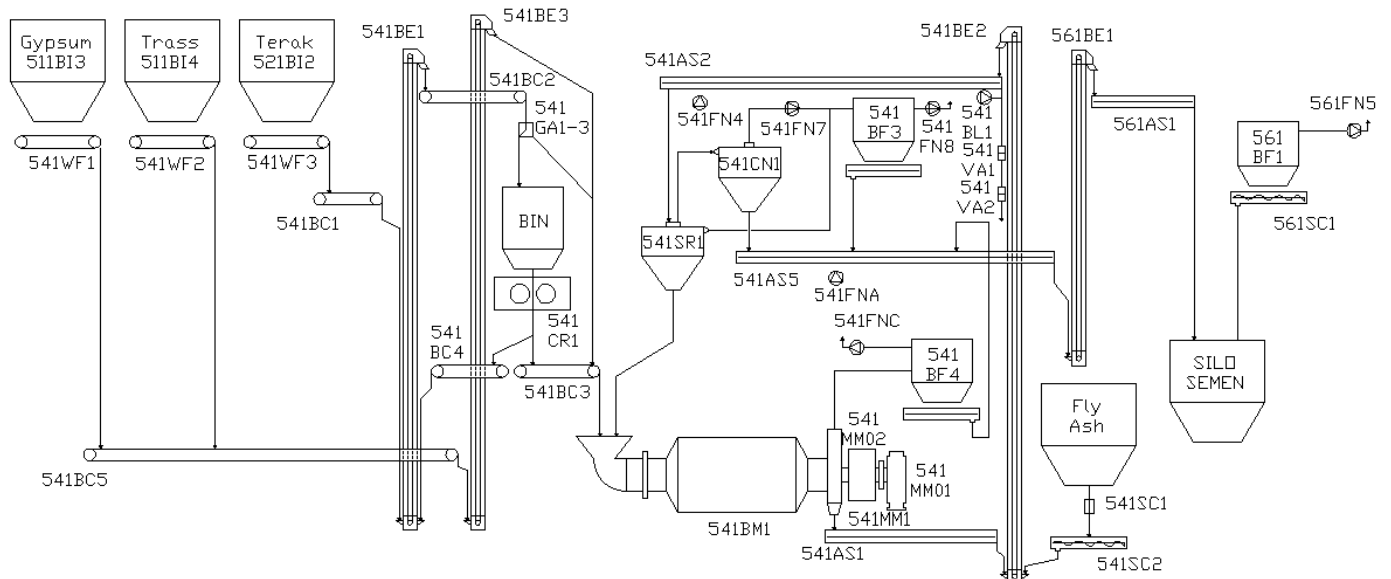 Gypsum
511BI3
Trass
511BI4
Terak
521BI2
541WF1
541WF2
541WF3
541BC1
541BC5
541BE1
541BE3
541BC2
541
GA1-3
BIN
541
CR1
541
BC4
541BC3
541AS2
541FN4
541FN7
541
BF3
541
FN8
541CN1
541SR1
541BE2
541
BL1
541
VA1
541
VA2
541AS5
541FNA
541FNC
541
BF4
541
MM02
541
MM01
541MM1
541BM1
541AS1
561BE1
561AS1
561FN5
561
BF1
561SC1
SILO
SEMEN
Fly
Ash
541SC1
541SC2